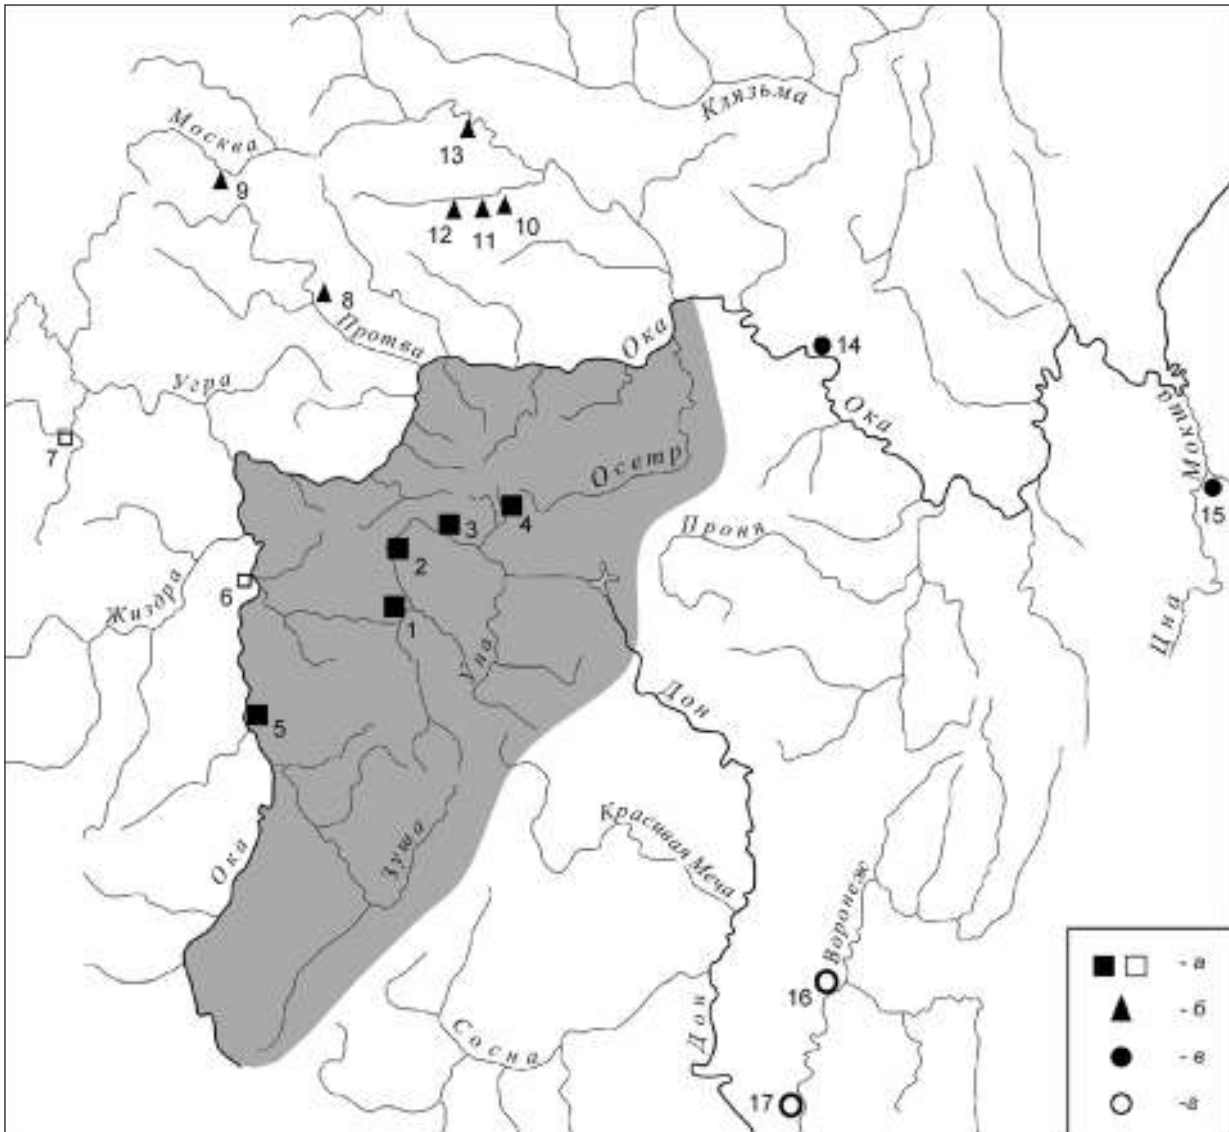 Клязьма
Москва
13
9
12
11
10
8
Протва
Ока
14
Угра
Ока
Мокша
7
Осетр
15
4
3
Проня
2
6
Жиздра
1
Цна
Упа
Дон
5
Красивая Меча
Зуша
Ока
Воронеж
16
- а
- б
Дон
Сосна
- в
17
-г